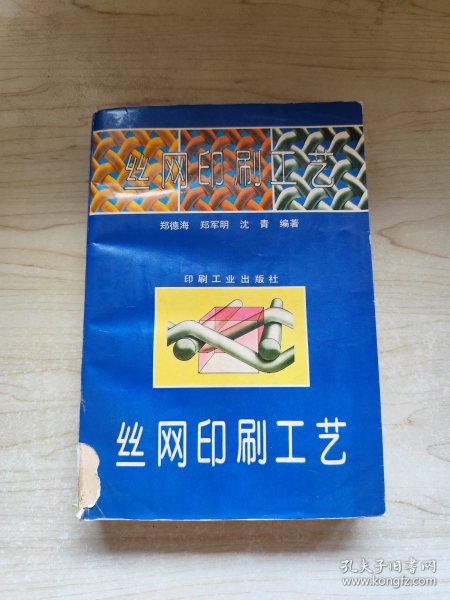 丝网印刷工艺
郑德海 郑军明 沈青 编著
印刷工业出版社
丝网印刷工艺
孔夫子旧书网
www.kongfz.com